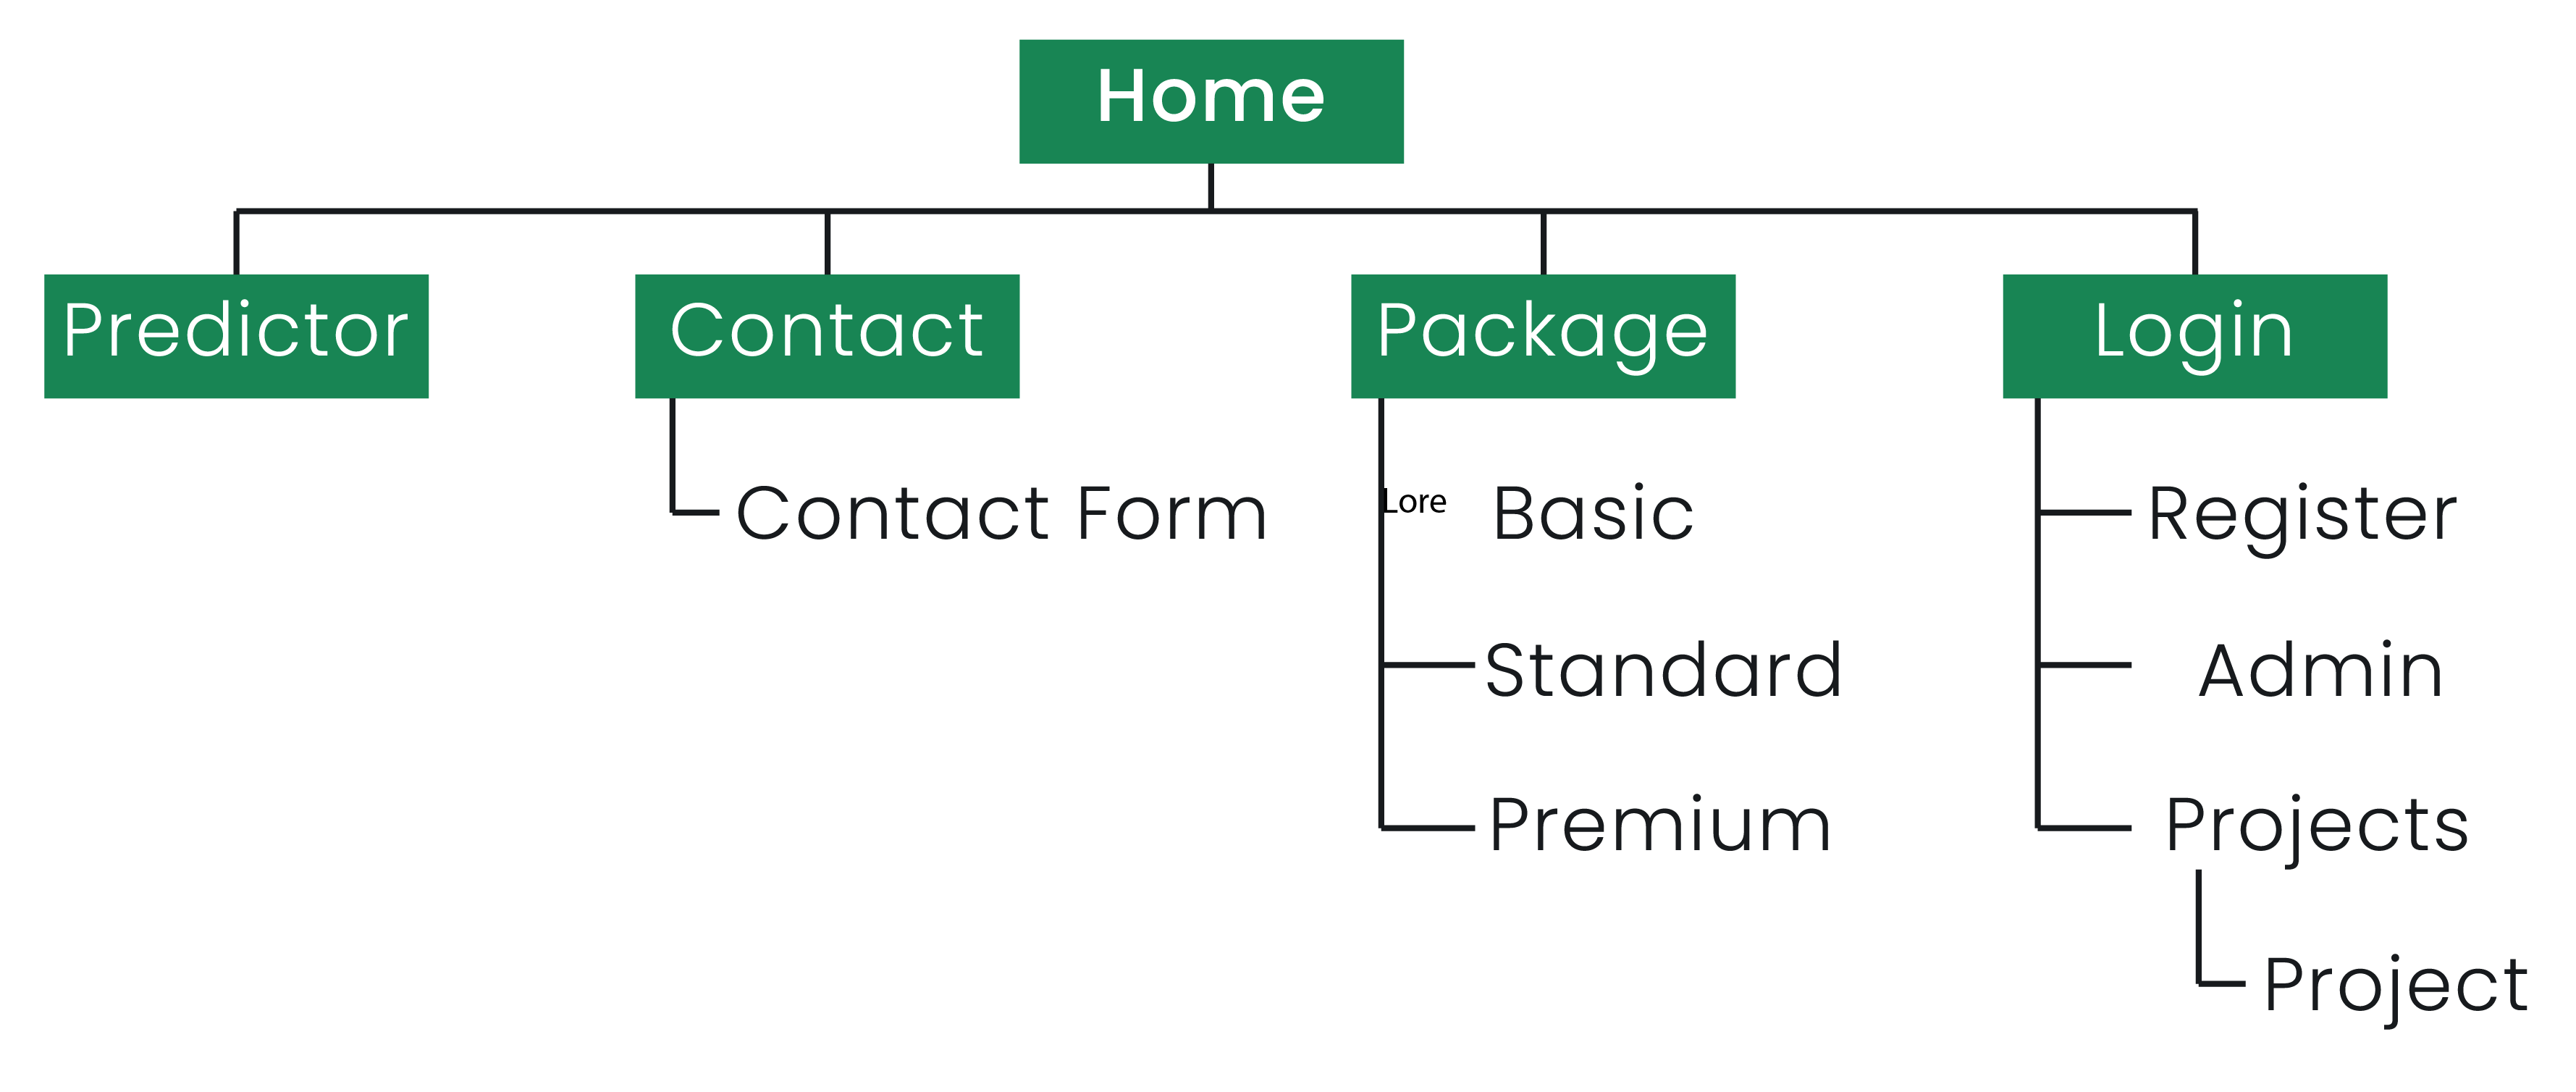 Home
Predictor
Contact
Package
Login
Contact Form
Lore
Basic
Register
Standard
Admin
Premium
Projects
Project